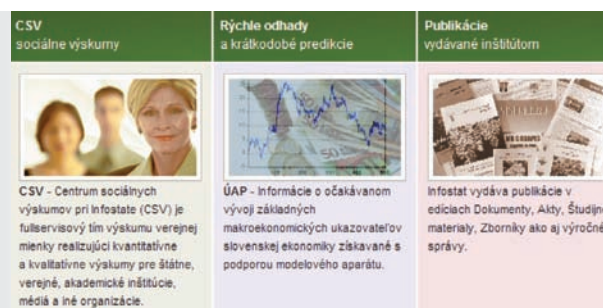 CSV
sociálne výskumy
CSV - Centrum sociálnych
výskumov pri Infostate (CSV) je
fullservisový tím výskumu verejnej
mienky realizujúci kvantitatívne
a kvalitatívne výskumy pre štátne,
verejné, akademické inštitúcie,
médiá a iné organizácie.
Rýchle odhady
a krátkodobé predikcie
50
ÚAP - Informácie o očakávanom
vývoji základných
makroekonomických ukazovateľov
slovenskej ekonomiky získavané s
podporou modelového aparátu.
Publikácie
vydávané inštitútom
Infostat vydáva publikácie v
edíciach Dokumenty, Akty, Študijné
materialy, Zborníky ako aj výročné
správy.